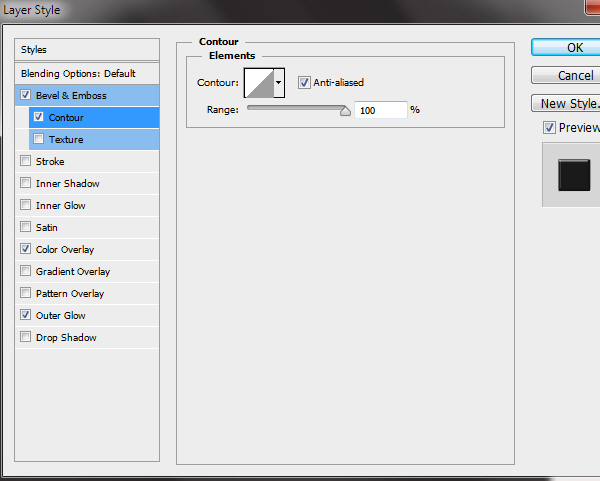 Layer Style
Styles
Blending Options: Default
Bevel & Emboss
Contour
Texture
Stroke
Inner Shadow
Inner Glow
Satin
Color Overlay
Gradient Overlay
Pattern Overlay
Outer Glow
Drop Shadow
Contour
Elements
Contour:
Anti-aliased
Range:
100
%
OK
Cancel
New Style..
Preview